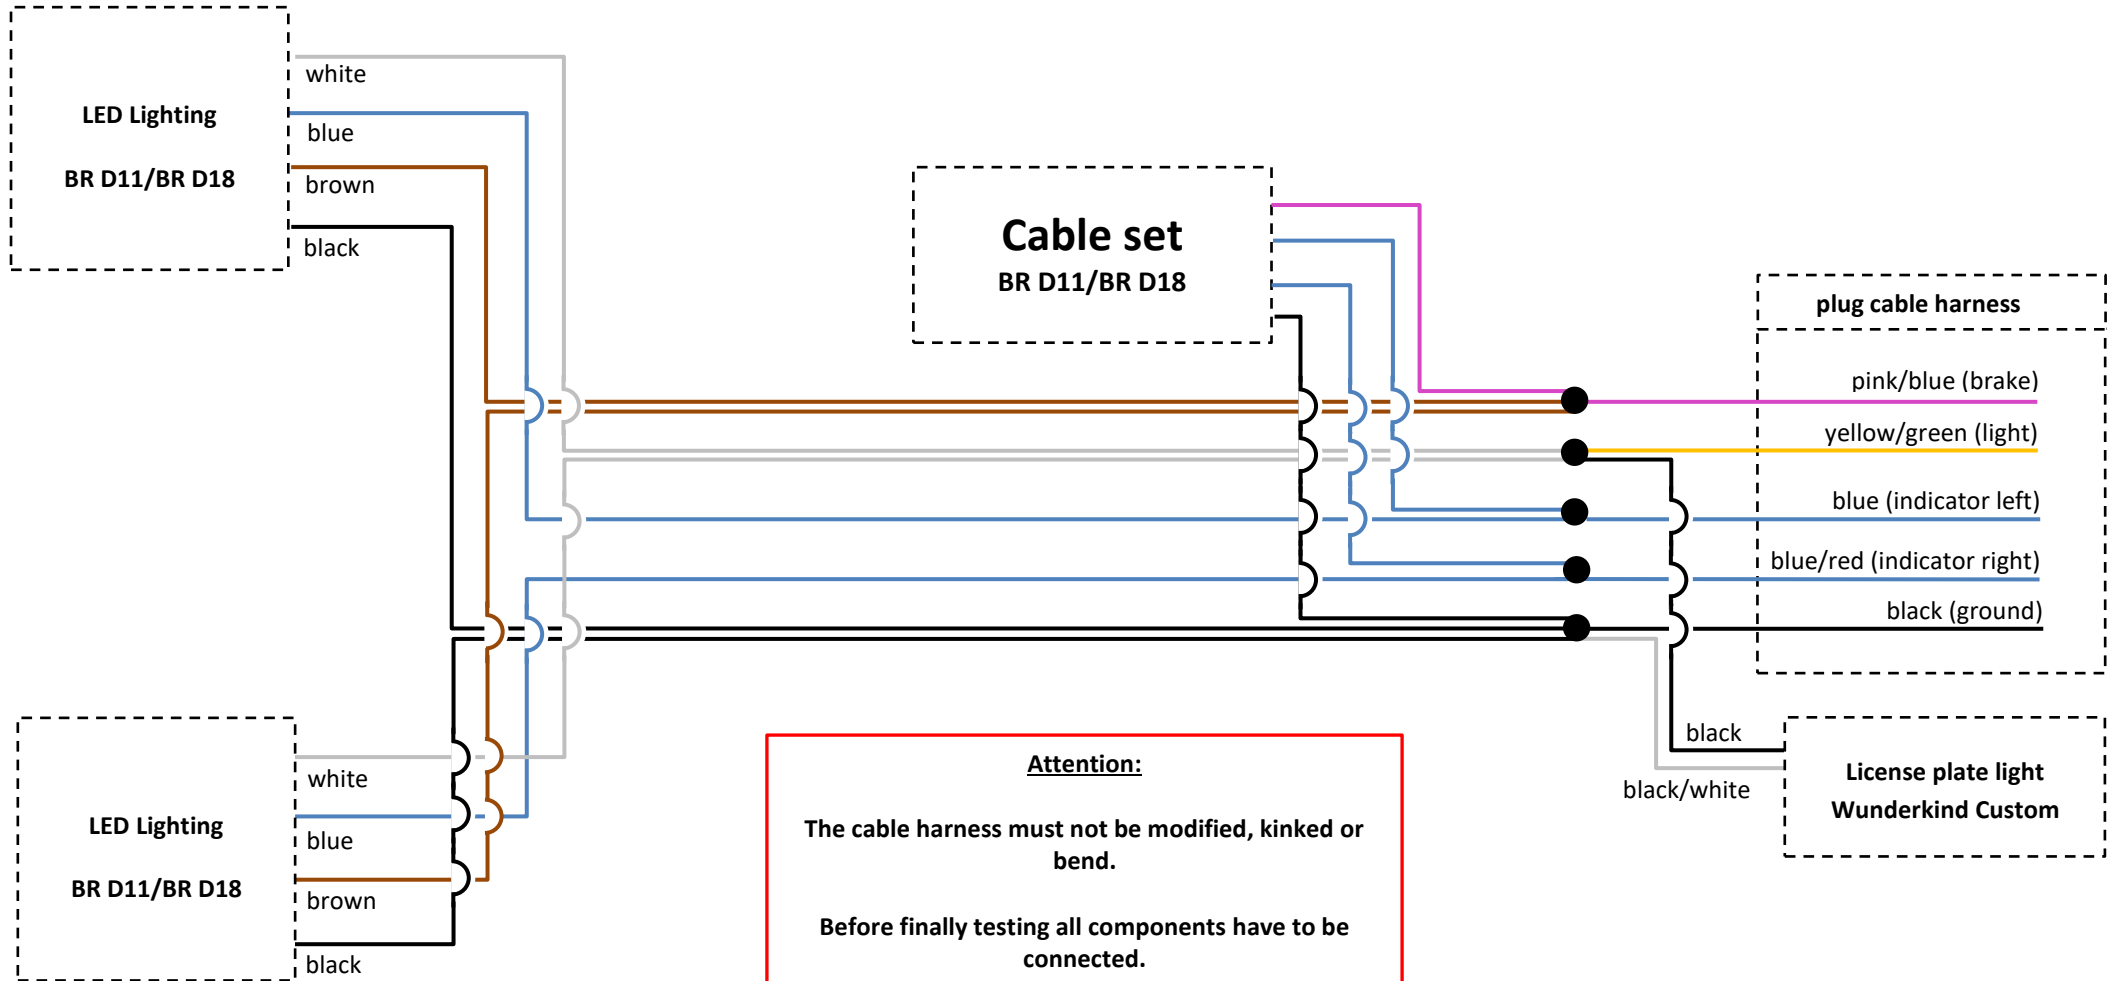 white
LED Lighting
blue
BR D11/BR D18
brown
black
Cable set
BR D11/BR D18
plug cable harness
pink/blue (brake)
yellow/green (light)
blue (indicator left)
blue/red (indicator right)
black (ground)
black
License plate light
black/white
Wunderkind Custom
white
LED Lighting
blue
BR D11/BR D18
brown
black
Attention:
The cable harness must not be modified, kinked or
bend.
Before finally testing all components have to be
connected.